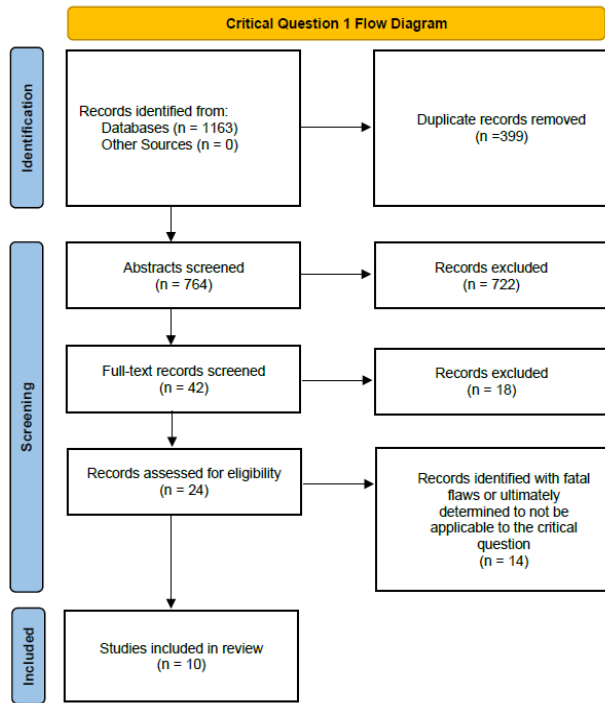 Critical Question 1 Flow Diagram
Identification
Records identified from:
Databases (n = 1163)
Other Sources (n = 0)
Duplicate records removed
(n =399)
Screening
Abstracts screened
(n = 764)
Records excluded
(n = 722)
Full-text records screened
(n = 42)
Records excluded
(n = 18)
Records assessed for eligibility
(n = 24)
Records identified with fatal
flaws or ultimately
determined to not be
applicable to the critical
question
(n = 14)
Included
Studies included in review
(n = 10)